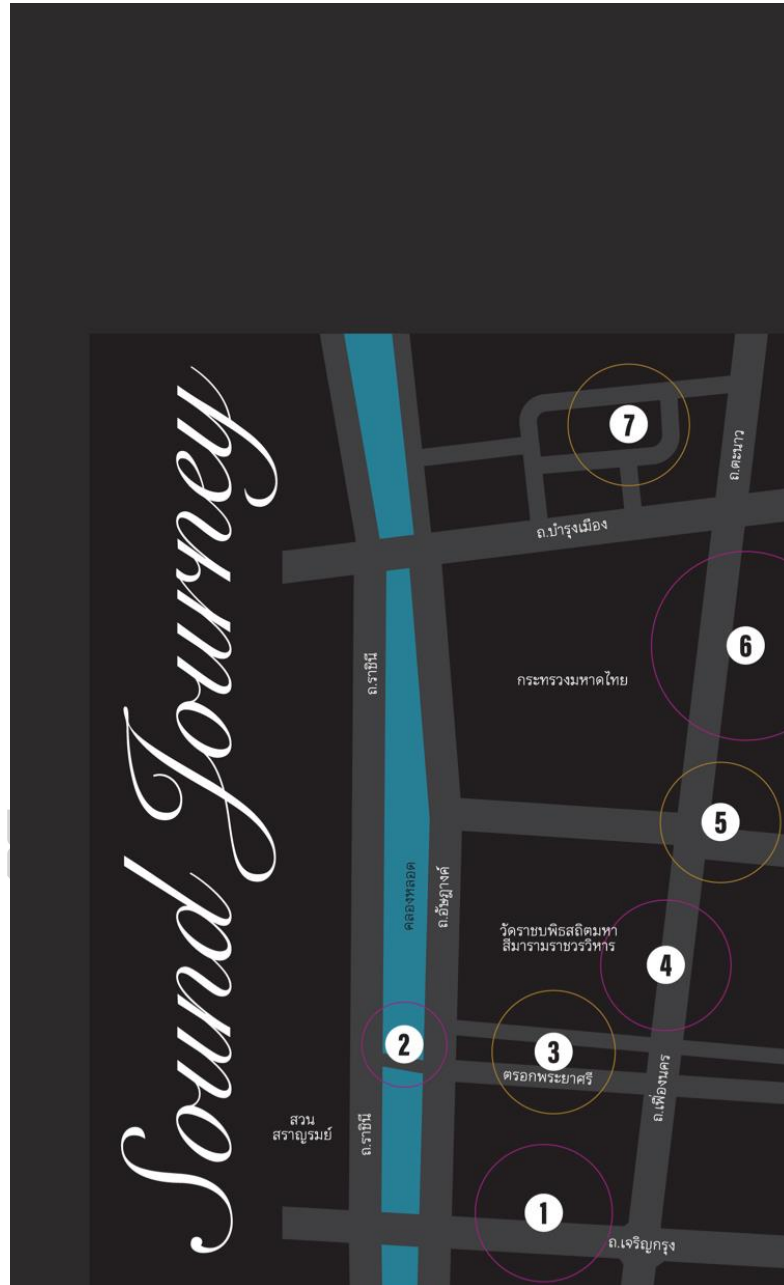 Sound Journey
7
ถ.ตะนาว
ถ.บำรุงเมือง
6
ถ.ราชินี
กระทรวงมหาดไทย
5
คลองหลอด
ถ.อัษฎางค์
วัดราชบพิธสถิตมหา
สีมารามราชวรวิหาร
4
2
3
ตรอกพระยาศรี
ถ.เฟื่องนคร
สวน
สราญรมย์
ถ.ราชินี
1
ถ.เจริญกรุง